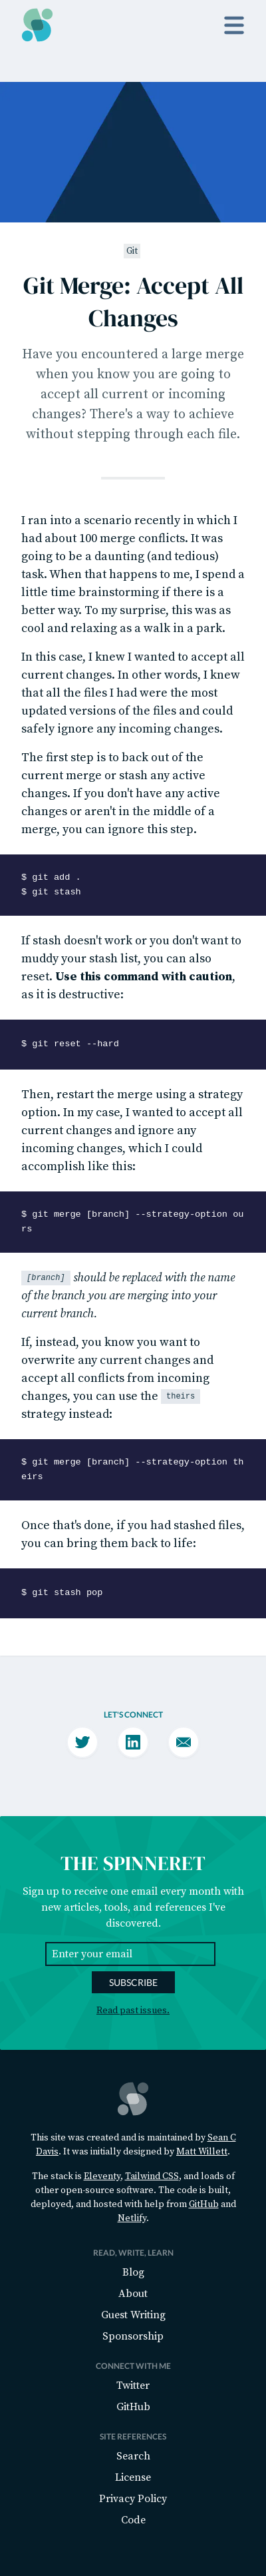 Git
Git Merge: Accept All
Changes
Have you encountered a large merge
when you know you are going to
accept all current or incoming
changes? There's a way to achieve
without stepping through each file.
I ran into a scenario recently in which I
had about 100 merge conflicts. It was
going to be a daunting (and tedious)
task. When that happens to me, I spend a
little time brainstorming if there is a
better way. To my surprise, this was as
cool and relaxing as a walk in a park.
In this case, I knew I wanted to accept all
current changes. In other words, I knew
that all the files I had were the most
updated versions of the files and could
safely ignore any incoming changes.
The first step is to back out of the
current merge or stash any active
changes. If you don't have any active
changes or aren't in the middle of a
merge, you can ignore this step.
$ git add .
$ git stash
If stash doesn't work or you don't want to
muddy your stash list, you can also
reset. Use this command with caution,
as it is destructive:
$ git reset --hard
Then, restart the merge using a strategy
option. In my case, I wanted to accept all
current changes and ignore any
incoming changes, which I could
accomplish like this:
$ git merge [branch] --strategy-option ou
rs
[branch] should be replaced with the name
of the branch you are merging into your
current branch.
If, instead, you know you want to
overwrite any current changes and
accept all conflicts from incoming
changes, you can use the theirs
strategy instead:
$ git merge [branch] --strategy-option th
eirs
Once that's done, if you had stashed files,
you can bring them back to life:
$ git stash pop
LET'S CONNECT
in
THE SPINNERET
Sign up to receive one email every month with
new articles, tools, and references I've
discovered.
Enter your email
SUBSCRIBE
Read past issues.
This site was created and is maintained by Sean C
Davis. It was initially designed by Matt Willett.
The stack is Eleventy, Tailwind CSS, and loads of
other open-source software. The code is built,
deployed, and hosted with help from GitHub and
Netlify.
READ, WRITE, LEARN
Blog
About
Guest Writing
Sponsorship
CONNECT WITH ME
Twitter
GitHub
SITE REFERENCES
Search
License
Privacy Policy
Code